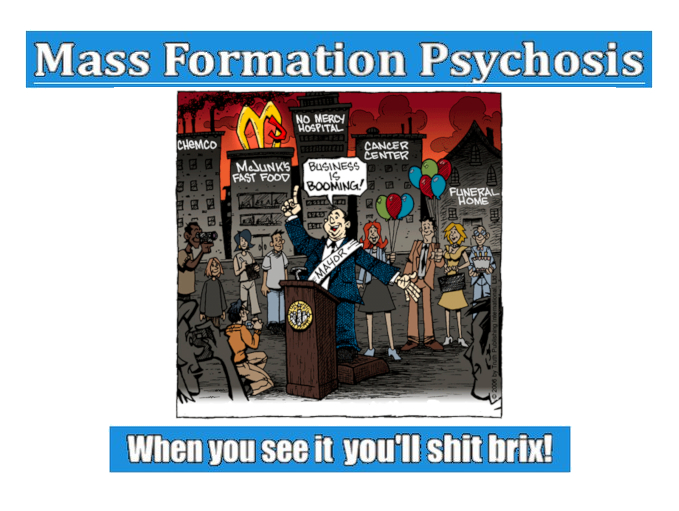 Mass Formation Psychosis
CHEMCO
NO MERCY
HOSPITAL
McJUNK'S
FAST FOOD
CANCER
CENTER
BUSINESS
IS
BOOMING!
FUNERAL
HOME
MAYOR
When you see it you'll shit brix!